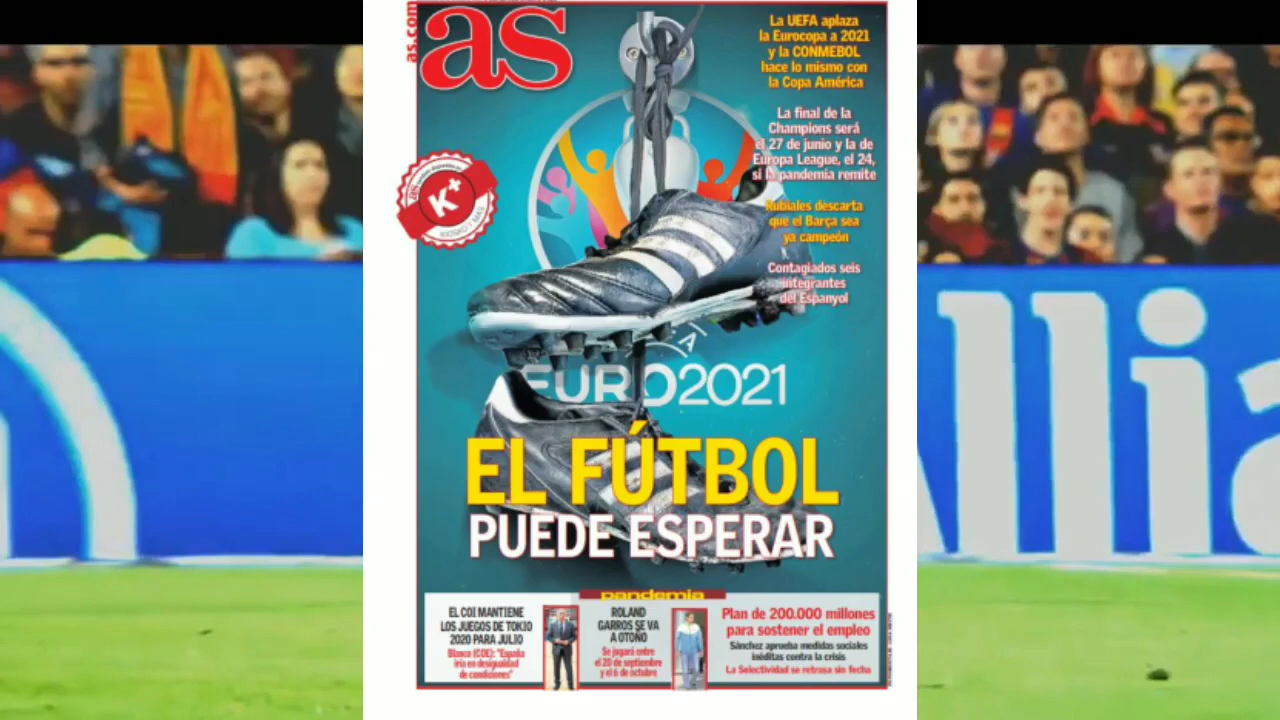 as.com
as
La UEFA aplaza
la Eurocopa a 2021
y la CONMEBOL
hace lo mismo con
la Copa América
La final de la
Champions será
el 27 de junio y la de
Europa League, el 24,
si la pandemia remite
Rubiales descarta
que el Barça sea
ya campeón
Contagiados seis
integrantes
del Espanyol
K+
KIOSKO Y MÁS
EURO2021
EL FÚTBOL
PUEDE ESPERAR
pandemia
EL COI MANTIENE
LOS JUEGOS DE TOKIO
2020 PARA JULIO
Blanco (COE): "España
iría en desigualdad
de condiciones"
ROLAND
GARROS SE VA
A OTOÑO
Se jugará entre
el 20 de septiembre
y el 6 de octubre
Plan de 200.000 millones
para sostener el empleo
Sánchez aprueba medidas sociales
inéditas contra la crisis
La Selectividad se retrasa sin fecha
Allia